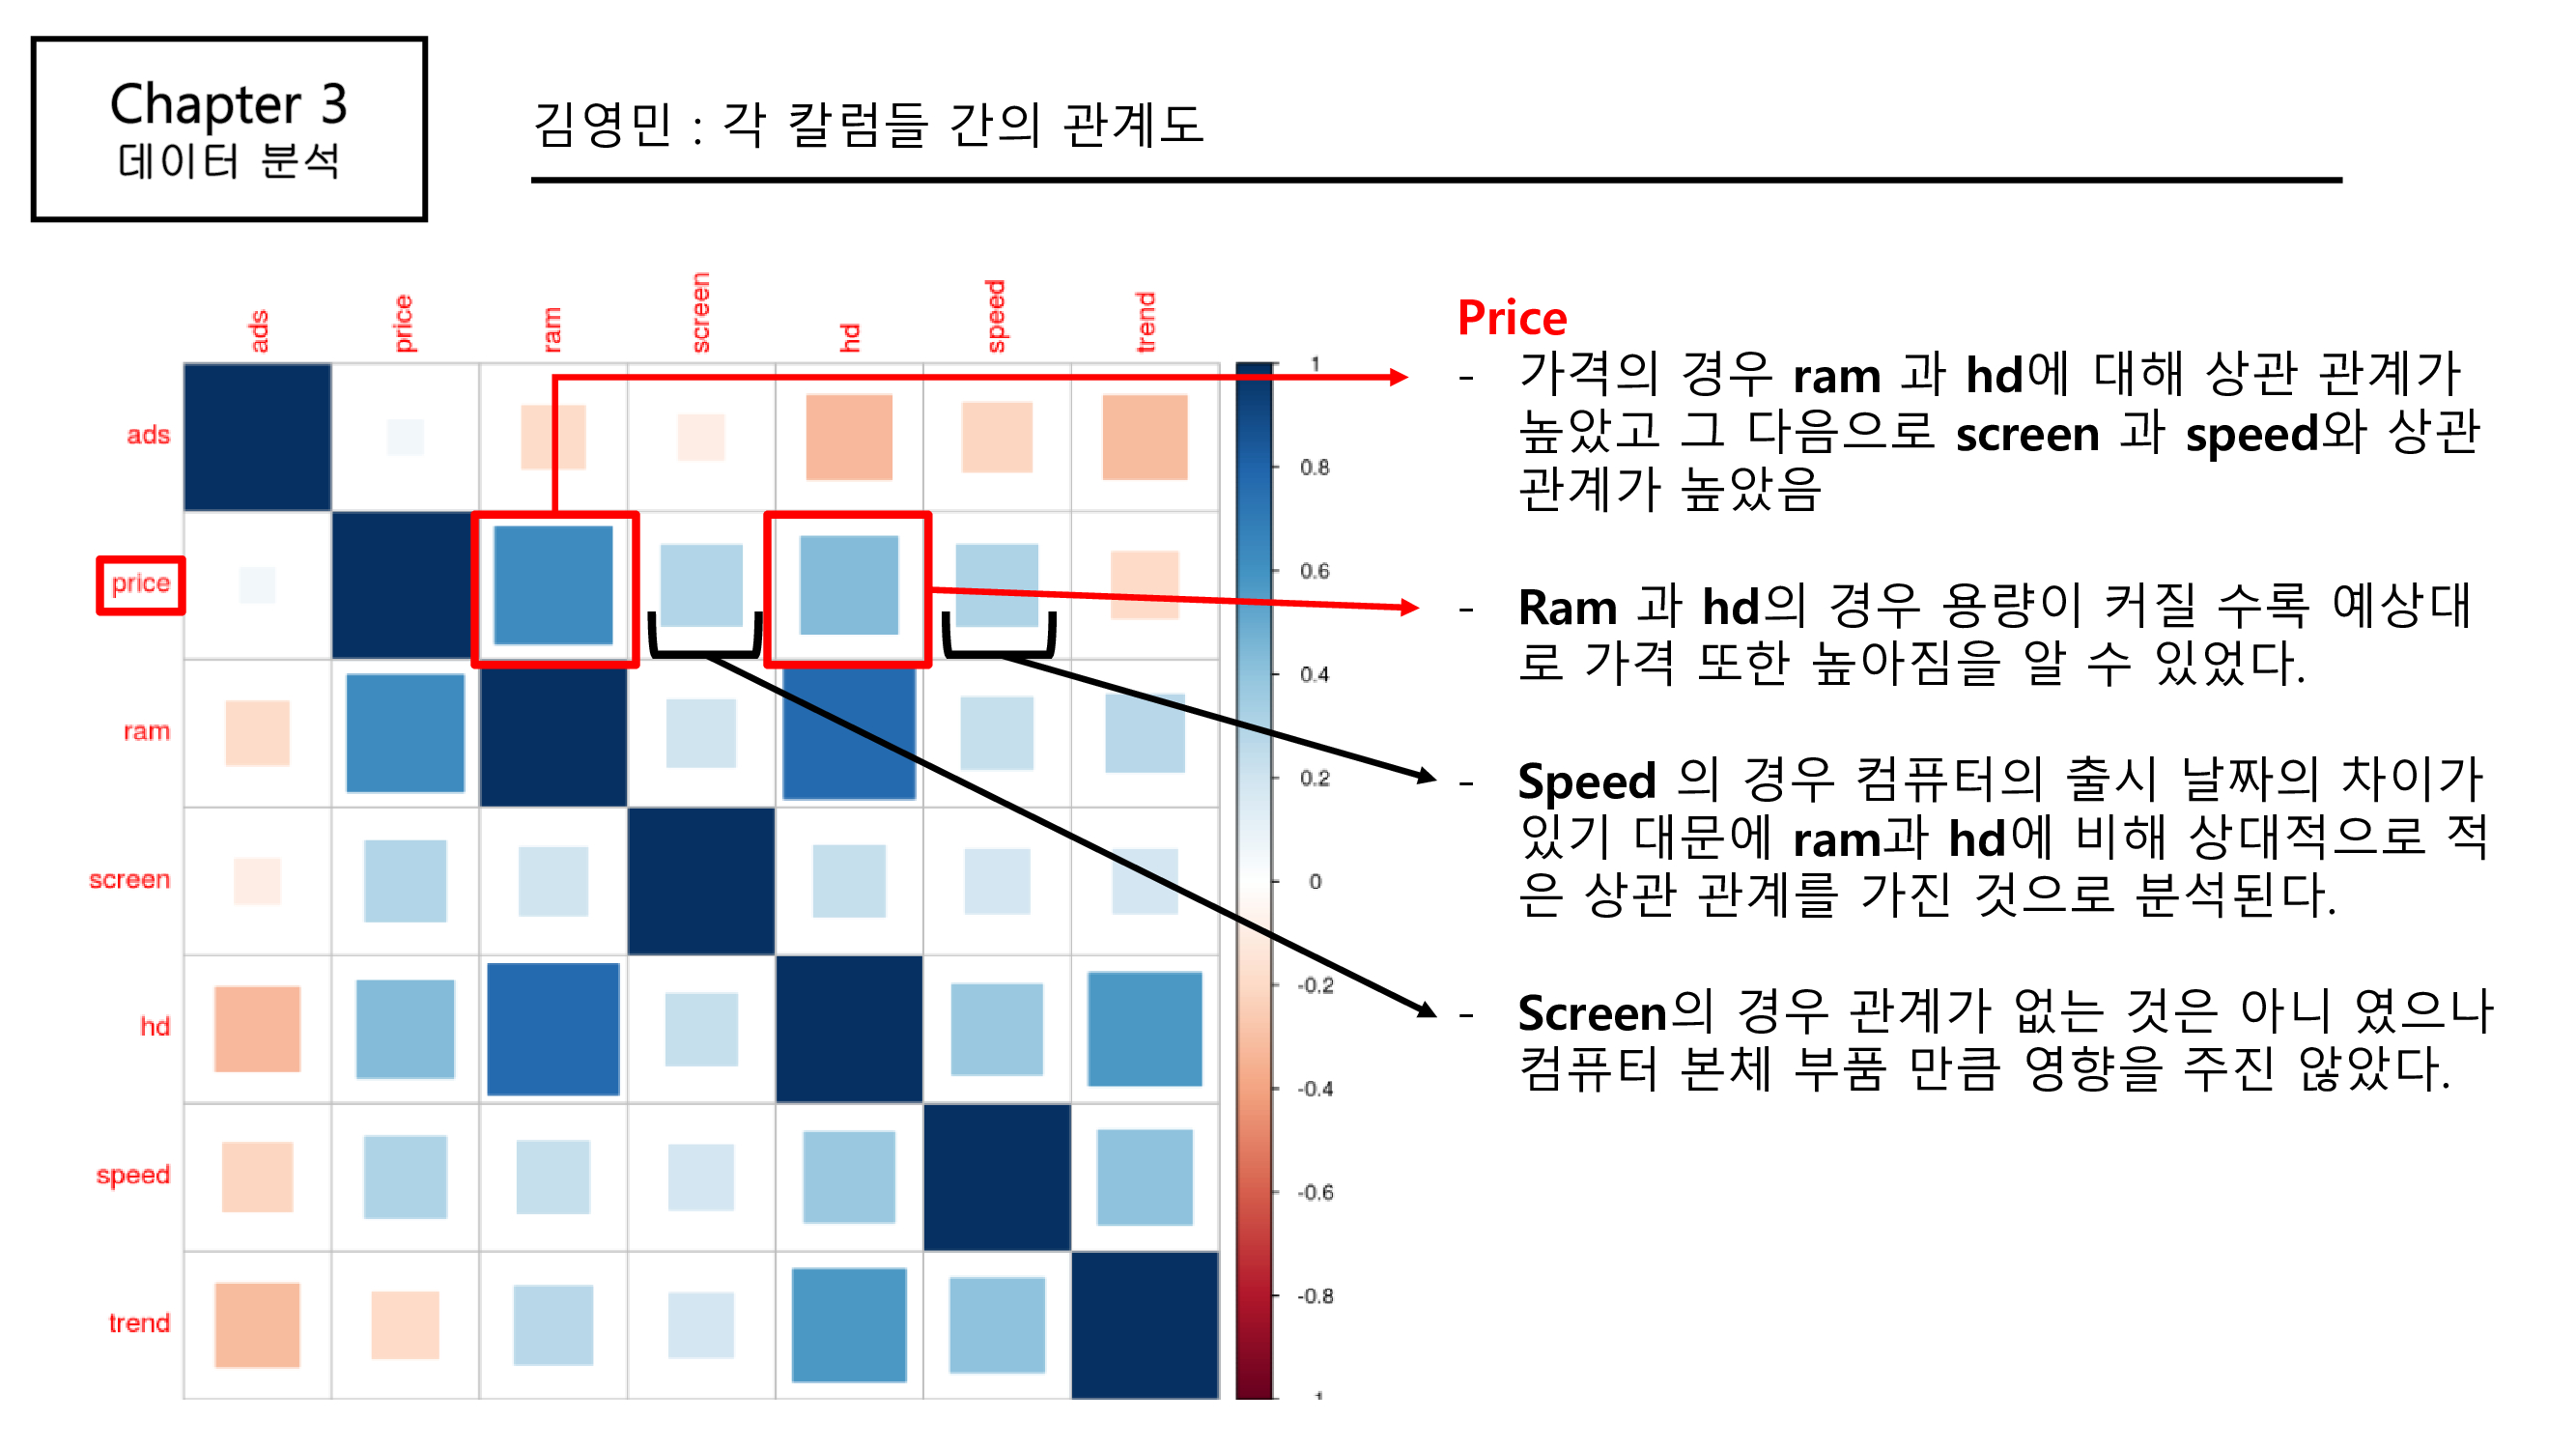 Chapter 3
데이터 분석
김영민 : 각 칼럼들 간의 관계도
ads
price
ram
screen
hd
speed
trend
ads
price
ram
screen
hd
speed
trend
1
0.8
0.6
0.4
0.2
0
-0.2
-0.4
-0.6
-0.8
Price
- 가격의 경우 ram 과 hd에 대해 상관 관계가
높았고 그 다음으로 screen 과 speed와 상관
관계가 높았음
- Ram 과 hd의 경우 용량이 커질 수록 예상대
로 가격 또한 높아짐을 알 수 있었다.
- Speed 의 경우 컴퓨터의 출시 날짜의 차이가
있기 대문에 ram과 hd에 비해 상대적으로 적
은 상관 관계를 가진 것으로 분석된다.
- Screen의 경우 관계가 없는 것은 아니 였으나
컴퓨터 본체 부품 만큼 영향을 주진 않았다.